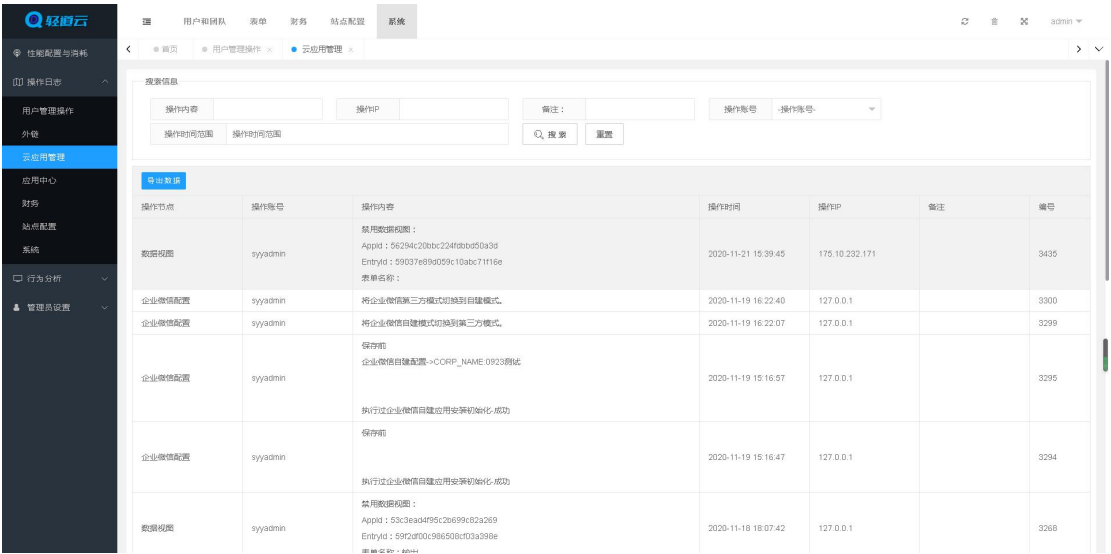 轻道云
用户和团队 表单 财务 站点配置 系统 admin
性能配置与消耗
首页 用户管理操作 × 云应用管理 ×
操作日志
用户管理操作
外链
云应用管理
应用中心
财务
站点配置
系统
行为分析
管理员设置
搜索信息
操作内容 操作IP 备注： 操作账号 -操作账号-
操作时间范围 操作时间范围 搜索 重置
导出数据
操作节点 操作账号 操作内容 操作时间 操作IP 备注 编号
数据视图 syyadmin 禁用数据视图： 2020-11-21 15:39:45 175.10.232.171 3435
AppId：56294c20bbc224fdbbd50a3d
EntryId：59037e89d059c10abc71f16e
表单名称：
企业微信配置 syyadmin 将企业微信第三方模式切换到自建模式。 2020-11-19 16:22:40 127.0.0.1 3300
企业微信配置 syyadmin 将企业微信自建模式切换到第三方模式。 2020-11-19 16:22:07 127.0.0.1 3299
保存前
企业微信自建配置->CORP_NAME:0923测试
企业微信配置 syyadmin 2020-11-19 15:16:57 127.0.0.1 3295
执行过企业微信自建应用安装初始化-成功
保存前
企业微信配置 syyadmin 2020-11-19 15:16:47 127.0.0.1 3294
执行过企业微信自建应用安装初始化-成功
禁用数据视图：
AppId：53c3ead4f95c2b699c82a269
数据视图 syyadmin 2020-11-18 18:07:42 127.0.0.1 3268
EntryId：59f2df00c986508cf03a398e
表单名称：输出